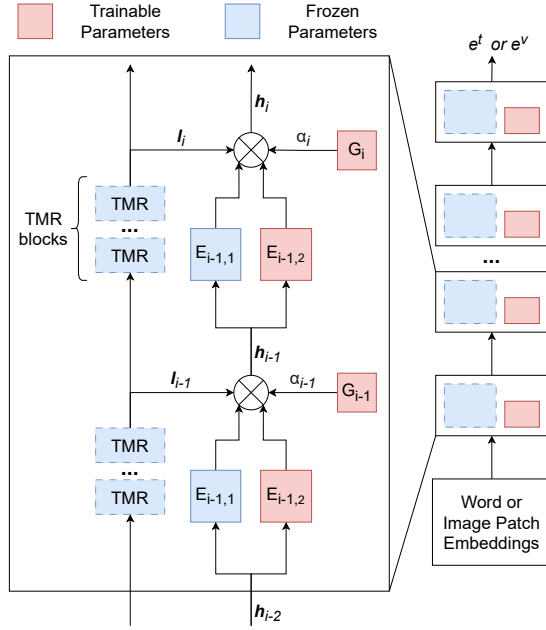 Trainable
Parameters
Frozen
Parameters
e^t or e^v
h_i
l_i
α_i
G_i
TMR
...
TMR
TMR
blocks
E_{i-1,1}
E_{i-1,2}
...
h_{i-1}
l_{i-1}
α_{i-1}
G_{i-1}
TMR
...
TMR
E_{i-1,1}
E_{i-1,2}
Word or
Image Patch
Embeddings
h_{i-2}